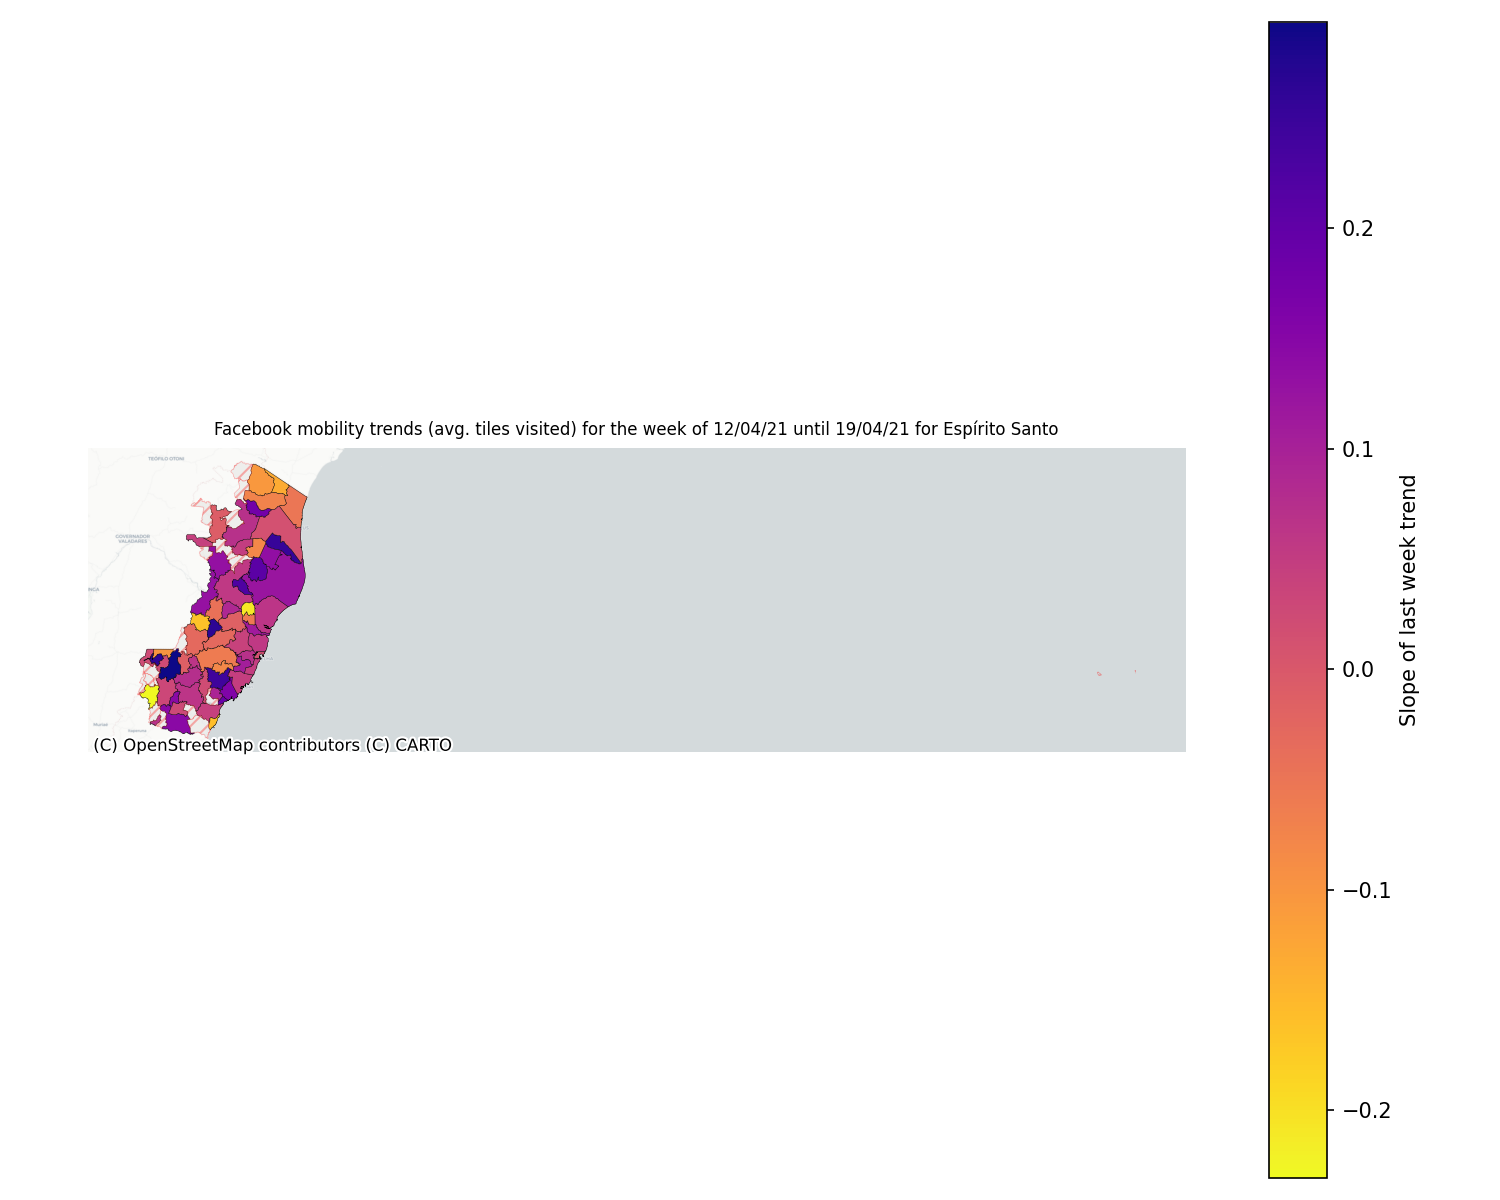 Facebook mobility trends (avg. tiles visited) for the week of 12/04/21 until 19/04/21 for Espírito Santo
TEÓFILO OTONI
GOVERNADOR
VALADARES
(C) OpenStreetMap contributors (C) CARTO
0.2
0.1
0.0
−0.1
−0.2
Slope of last week trend